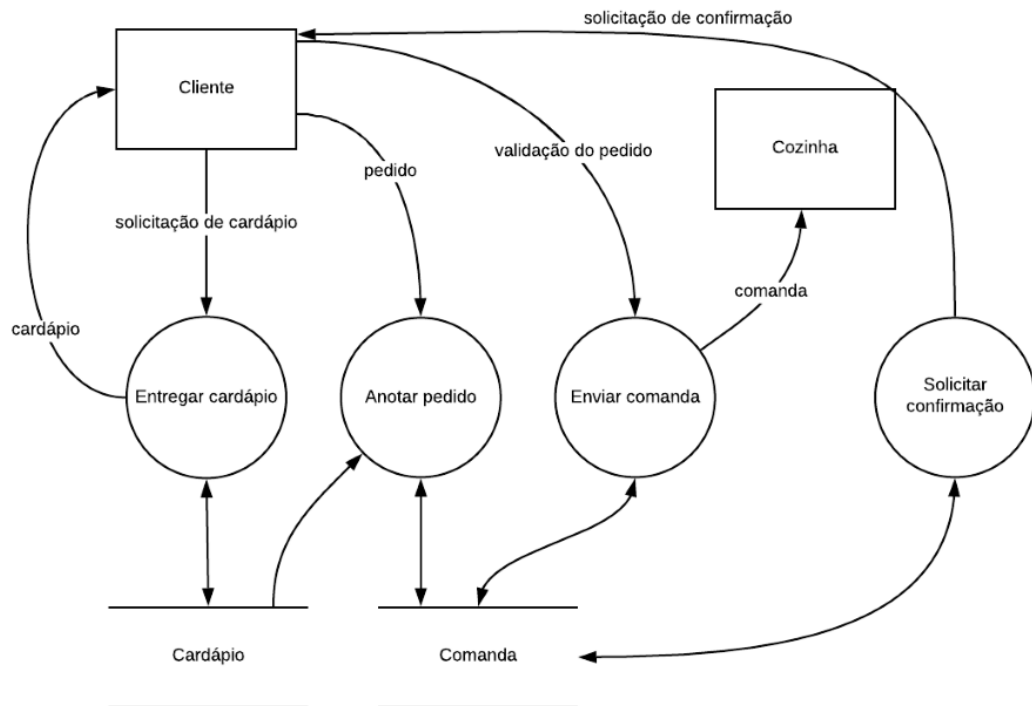 solicitação de confirmação
Cliente
Cozinha
validação do pedido
pedido
solicitação de cardápio
comanda
cardápio
Entregar cardápio
Anotar pedido
Enviar comanda
Solicitar
confirmação
Cardápio
Comanda